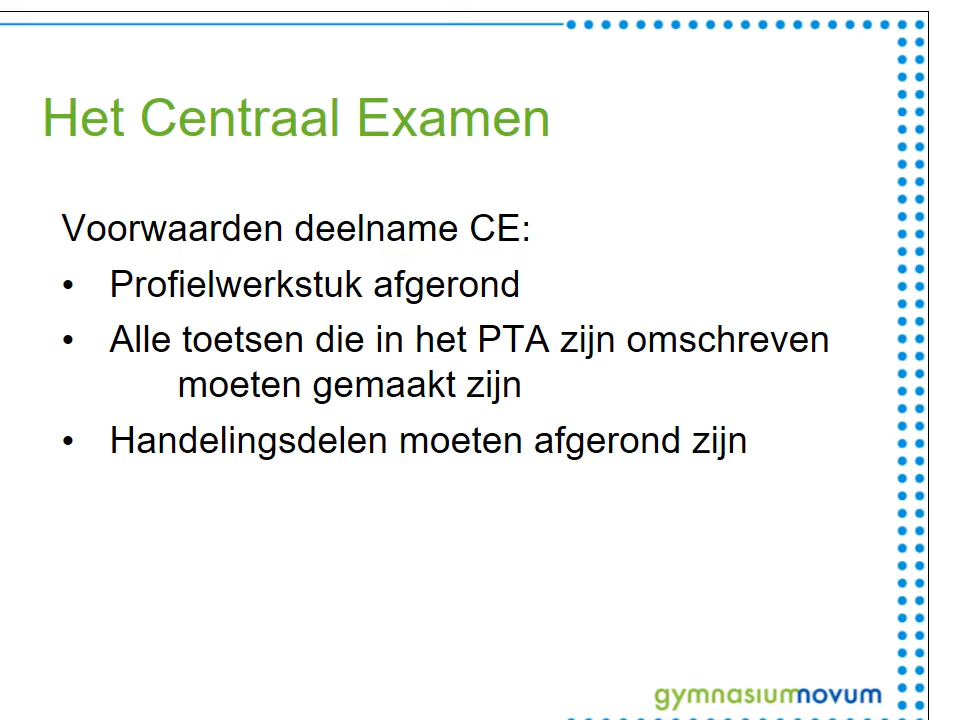 Het Centraal Examen
Voorwaarden deelname CE:
• Profielwerkstuk afgerond
• Alle toetsen die in het PTA zijn omschreven
moeten gemaakt zijn
• Handelingsdelen moeten afgerond zijn
gymnasiumnovum